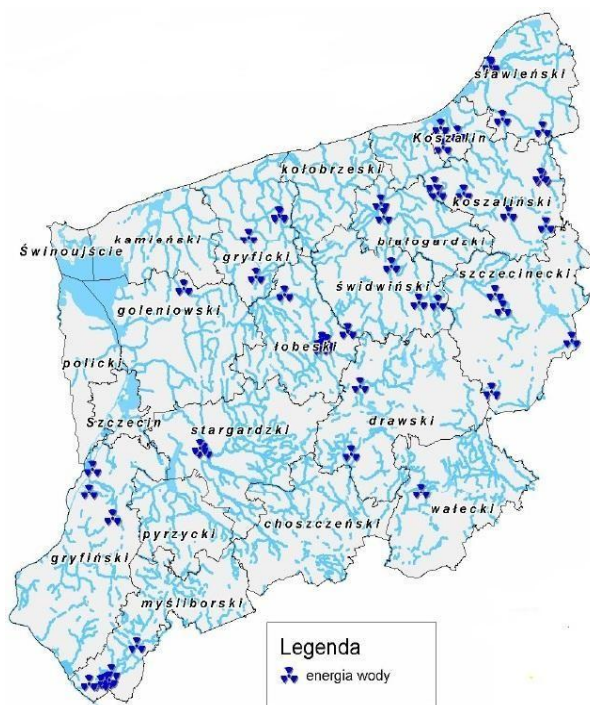 sławieński
Koszalin
kołobrzeski
koszaliński
kamieński
gryficki
białogardzki
Świnoujście
świdwiński
szczecinecki
goleniowski
łobeski
policki
Szczecin
stargardzki
drawski
wałecki
choszczeński
pyrzycki
gryfiński
myśliborski
Legenda
energia wody